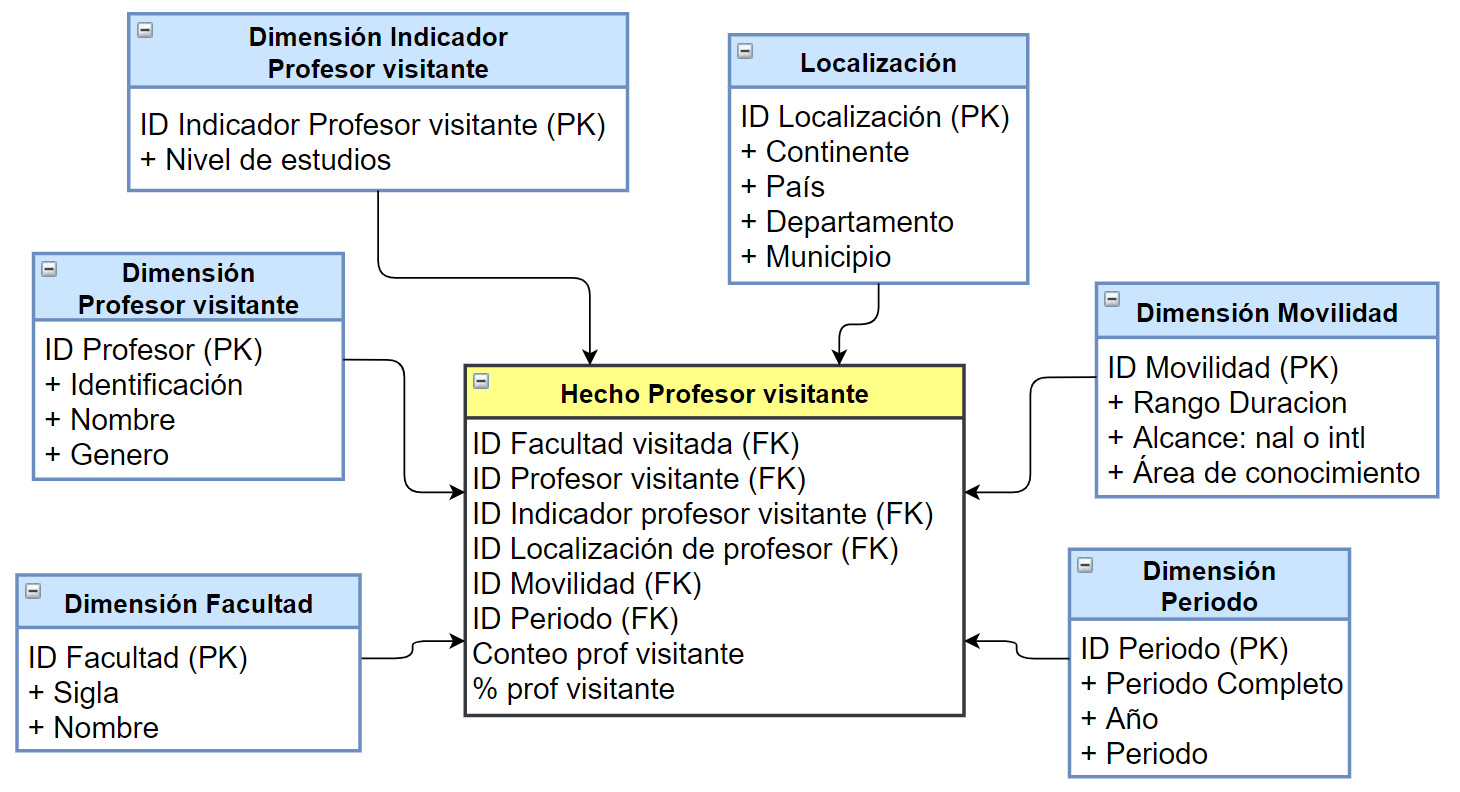 Dimensión Indicador
Profesor visitante
ID Indicador Profesor visitante (PK)
+ Nivel de estudios
Localización
ID Localización (PK)
+ Continente
+ País
+ Departamento
+ Municipio
Dimensión
Profesor visitante
ID Profesor (PK)
+ Identificación
+ Nombre
+ Genero
Dimensión Movilidad
ID Movilidad (PK)
+ Rango Duracion
+ Alcance: nal o intl
+ Área de conocimiento
Hecho Profesor visitante
ID Facultad visitada (FK)
ID Profesor visitante (FK)
ID Indicador profesor visitante (FK)
ID Localización de profesor (FK)
ID Movilidad (FK)
ID Periodo (FK)
Conteo prof visitante
% prof visitante
Dimensión Facultad
ID Facultad (PK)
+ Sigla
+ Nombre
Dimensión
Periodo
ID Periodo (PK)
+ Periodo Completo
+ Año
+ Periodo